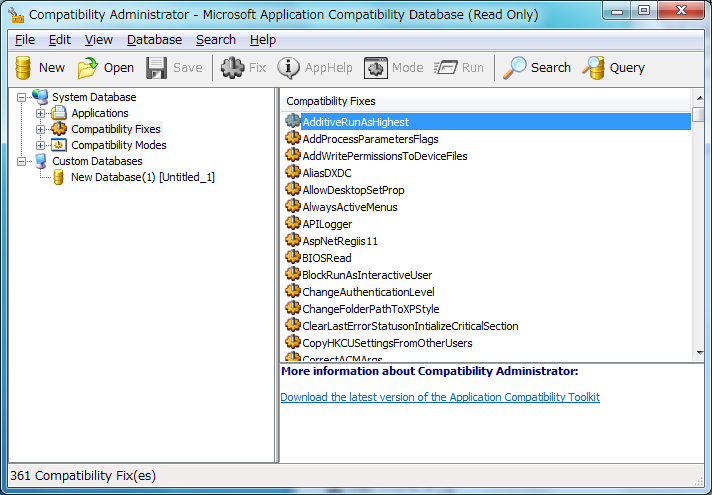 Compatibility Administrator - Microsoft Application Compatibility Database (Read Only)
File Edit View Database Search Help
New Open Save Fix AppHelp Mode Run Search Query
System Database
Applications
Compatibility Fixes
Compatibility Modes
Custom Databases
New Database(1) [Untitled_1]
Compatibility Fixes
AdditiveRunAsHighest
AddProcessParametersFlags
AddWritePermissionsToDeviceFiles
AliasDXDC
AllowDesktopSetProp
AlwaysActiveMenus
APILogger
AspNetRegiis11
BIOSRead
BlockRunAsInteractiveUser
ChangeAuthenticationLevel
ChangeFolderPathToXPStyle
ClearLastErrorStatusonIntializeCriticalSection
CopyHKCUSettingsFromOtherUsers
CorrectACMArgs
More information about Compatibility Administrator:
Download the latest version of the Application Compatibility Toolkit
361 Compatibility Fix(es)